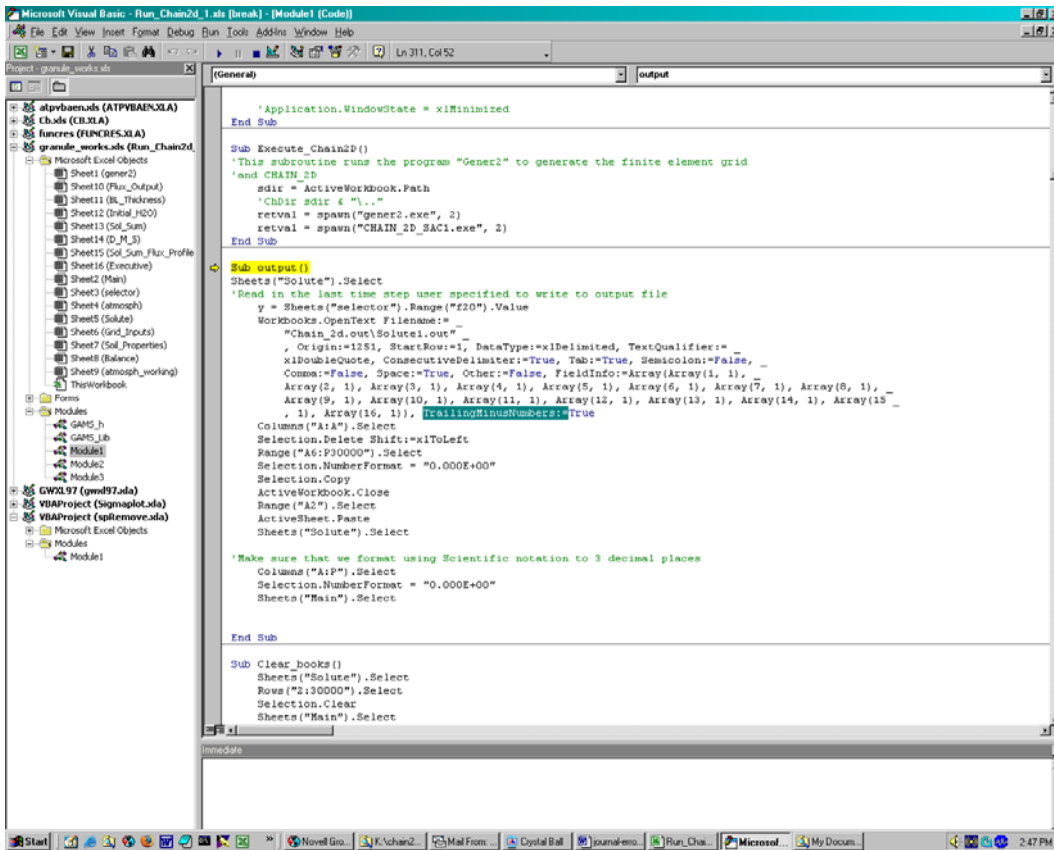 Microsoft Visual Basic - Run_Chain2d_1.xls [break] - [Module1 (Code)]
File Edit View Insert Format Debug Run Tools Add-Ins Window Help
Ln 311, Col 52
Project - granule_works.xls
(General)
output
atpvbaen.xls (ATPVBAEN.XLA)
Cb.xls (CB.XLA)
funcres (FUNCRES.XLA)
granule_works.xls (Run_Chain2d_
Microsoft Excel Objects
Sheet1 (gener2)
Sheet10 (Flux_Output)
Sheet11 (BL_Thickness)
Sheet12 (Initial_H2O)
Sheet13 (Sol_Sum)
Sheet14 (D_M_S)
Sheet15 (Sol_Sum_Flux_Profile
Sheet16 (Executive)
Sheet2 (Main)
Sheet3 (selector)
Sheet4 (atmosph)
Sheet5 (Solute)
Sheet6 (Grid_Inputs)
Sheet7 (Soil_Properties)
Sheet8 (Balance)
Sheet9 (atmosph_working)
ThisWorkbook
Forms
Modules
GAMS_h
GAMS_Lib
Module1
Module2
Module3
GWXL97 (gwxl97.xla)
VBAProject (Sigmaplot.xla)
VBAProject (spRemove.xla)
Microsoft Excel Objects
Modules
Module1
'Application.WindowState = xlMinimized
End Sub
Sub Execute_Chain2D()
'This subroutine runs the program "Gener2" to generate the finite element grid
'and CHAIN_2D
sdir = ActiveWorkbook.Path
'ChDir sdir & "\.."
retval = spawn("gener2.exe", 2)
retval = spawn("CHAIN_2D_SAC1.exe", 2)
End Sub
Sub output()
Sheets("Solute").Select
'Read in the last time step user specified to write to output file
y = Sheets("selector").Range("f20").Value
Workbooks.OpenText Filename:= _
"Chain_2d.out\Solute1.out" _
, Origin:=1251, StartRow:=1, DataType:=xlDelimited, TextQualifier:= _
xlDoubleQuote, ConsecutiveDelimiter:=True, Tab:=True, Semicolon:=False, _
Comma:=False, Space:=True, Other:=False, FieldInfo:=Array(Array(1, 1), _
Array(2, 1), Array(3, 1), Array(4, 1), Array(5, 1), Array(6, 1), Array(7, 1), Array(8, 1), _
Array(9, 1), Array(10, 1), Array(11, 1), Array(12, 1), Array(13, 1), Array(14, 1), Array(15 _
, 1), Array(16, 1)), TrailingMinusNumbers:=True
Columns("A:A").Select
Selection.Delete Shift:=xlToLeft
Range("A6:P30000").Select
Selection.NumberFormat = "0.000E+00"
Selection.Copy
ActiveWorkbook.Close
Range("A2").Select
ActiveSheet.Paste
Sheets("Solute").Select
'Make sure that we format using Scientific notation to 3 decimal places
Columns("A:P").Select
Selection.NumberFormat = "0.000E+00"
Sheets("Main").Select
End Sub
Sub Clear_books()
Sheets("Solute").Select
Rows("2:30000").Select
Selection.Clear
Sheets("Main").Select
Immediate
Start
Novell Gro...
K:\chain2...
Mail From: ...
Crystal Ball
journal-emo...
Run_Chai...
Microsof...
My Docum...
2:47 PM